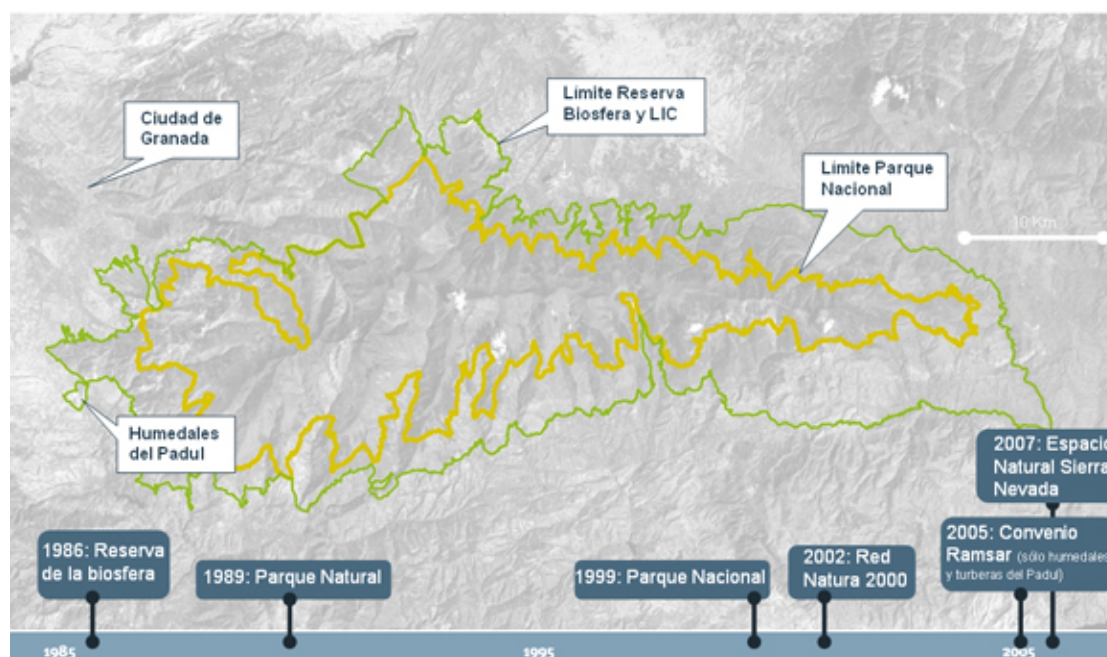 Ciudad de
Granada
Límite Reserva
Biosfera y LIC
Límite Parque
Nacional
10 Km
Humedales
del Padul
2007: Espacio
Natural Sierra
Nevada
1986: Reserva
de la biosfera
1989: Parque Natural
1999: Parque Nacional
2002: Red
Natura 2000
2005: Convenio
Ramsar (sólo humedales
y turberas del Padul)
1985
1995
2005